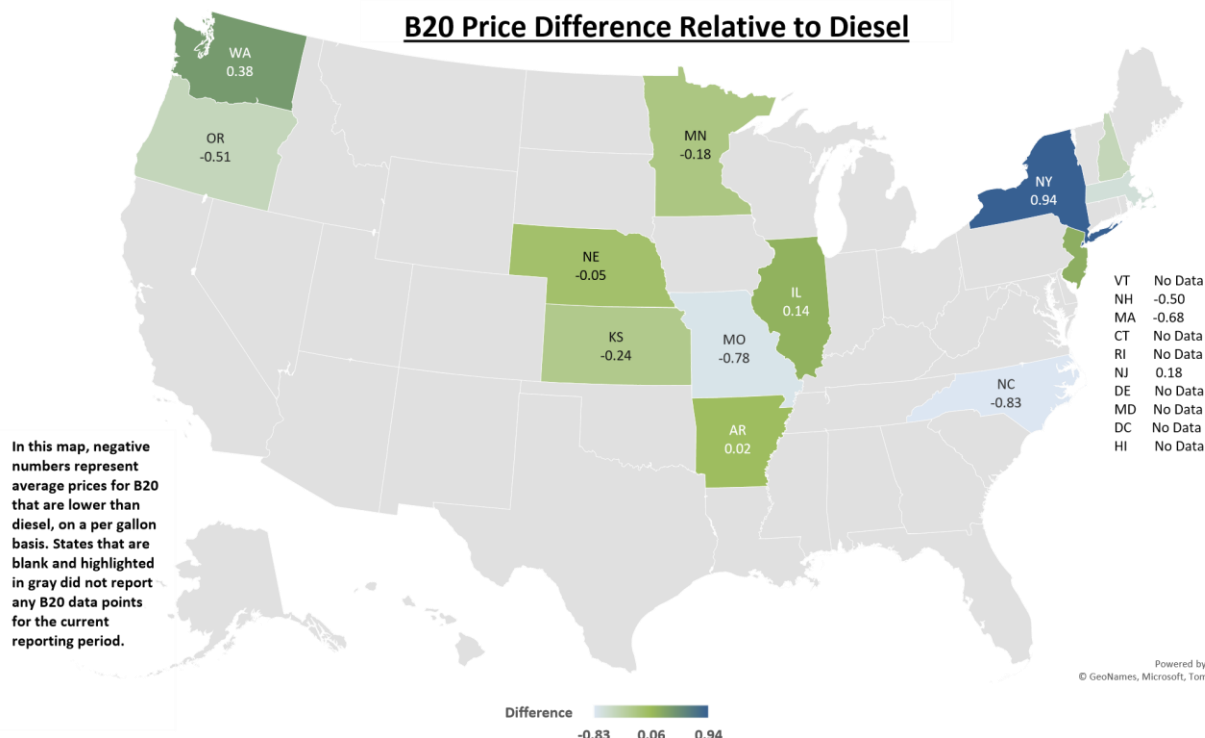 B20 Price Difference Relative to Diesel
WA
0.38
OR
-0.51
MN
-0.18
NY
0.94
NE
-0.05
IL
0.14
KS
-0.24
MO
-0.78
NC
-0.83
AR
0.02
VT No Data
NH -0.50
MA -0.68
CT No Data
RI No Data
NJ 0.18
DE No Data
MD No Data
DC No Data
HI No Data
In this map, negative
numbers represent
average prices for B20
that are lower than
diesel, on a per gallon
basis. States that are
blank and highlighted
in gray did not report
any B20 data points
for the current
reporting period.
Powered by
© GeoNames, Microsoft, Tom
Difference
-0.83 0.06 0.94